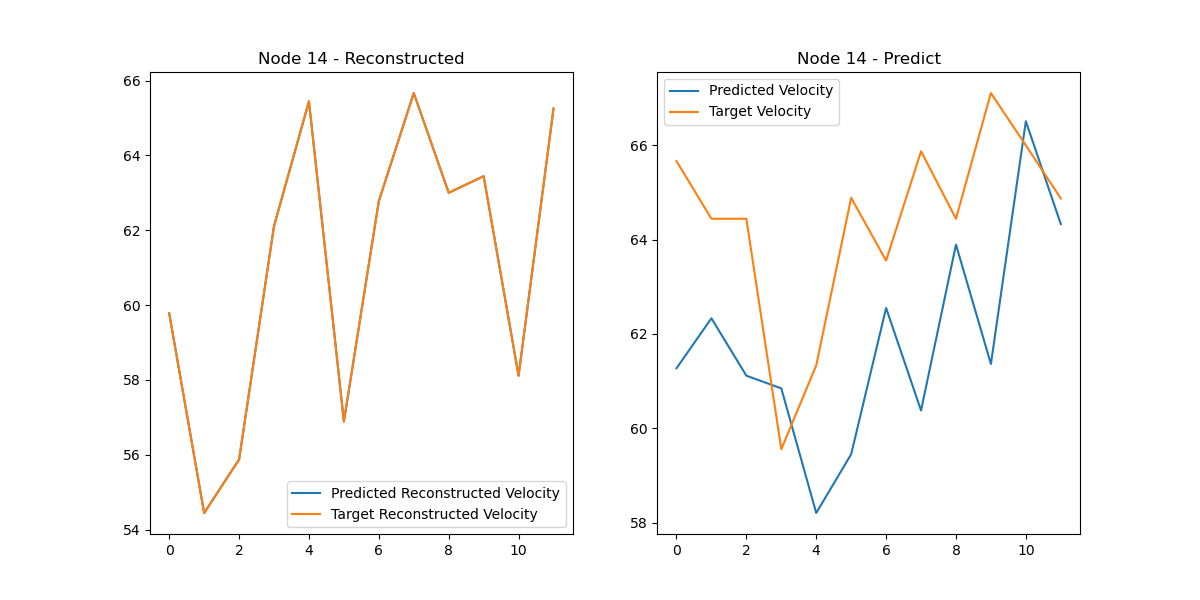 Node 14 - Reconstructed
66
64
62
60
58
56
54
0 2 4 6 8 10
Predicted Reconstructed Velocity
Target Reconstructed Velocity
Node 14 - Predict
Predicted Velocity
Target Velocity
66
64
62
60
58
0 2 4 6 8 10